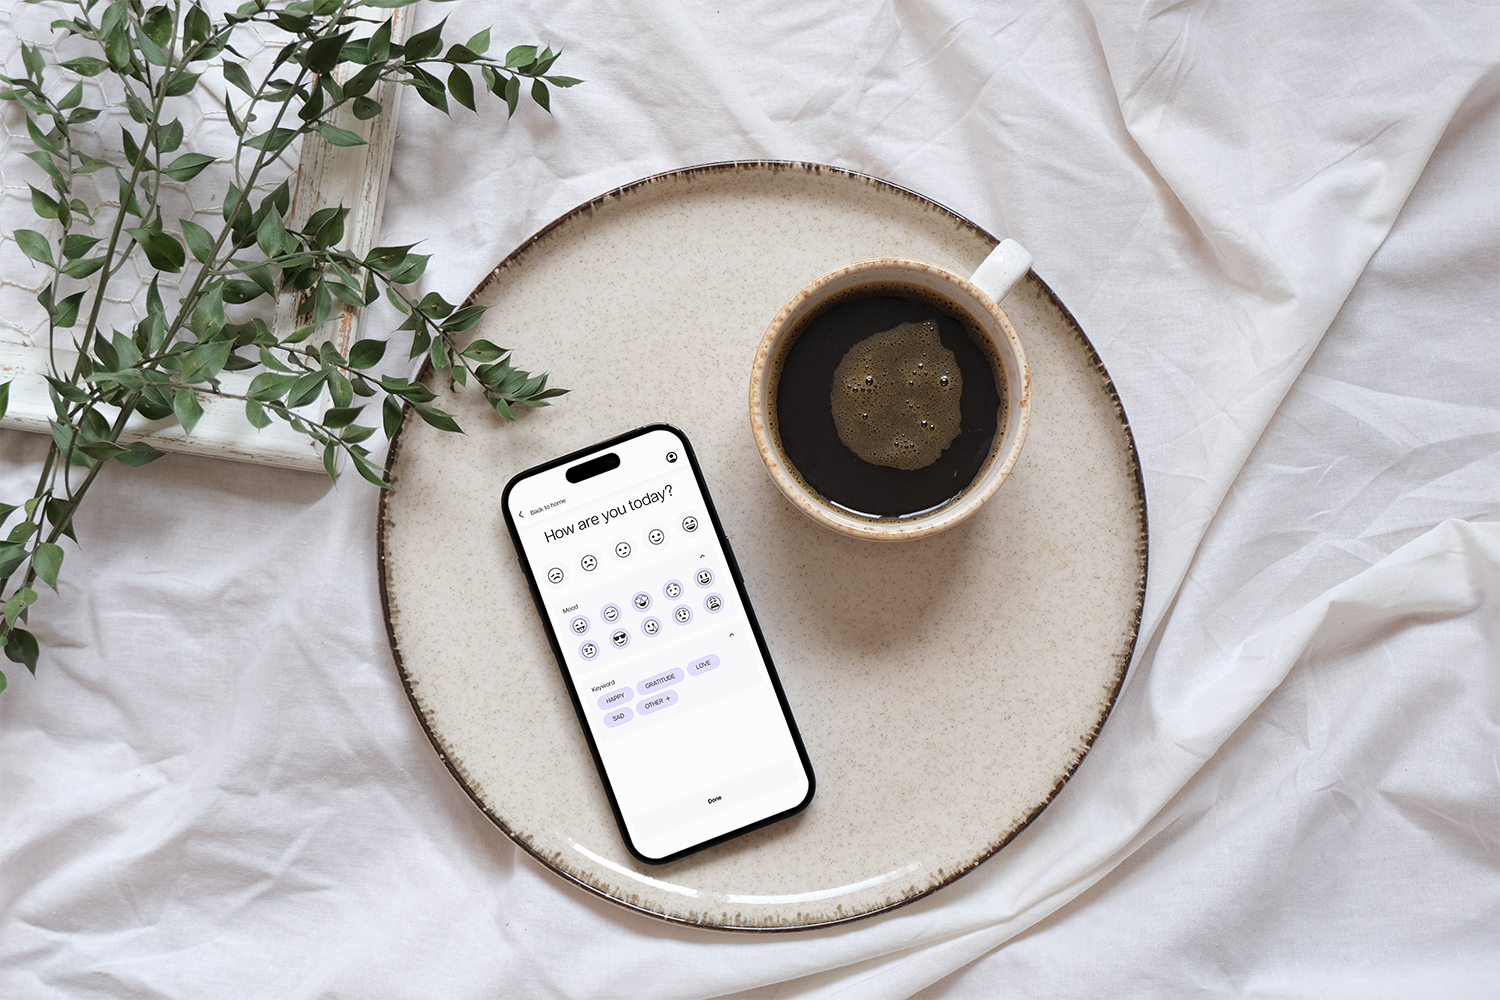 Back to home
How are you today?
Mood
Keyword
HAPPY
GRATITUDE
LOVE
SAD
OTHER +
Done